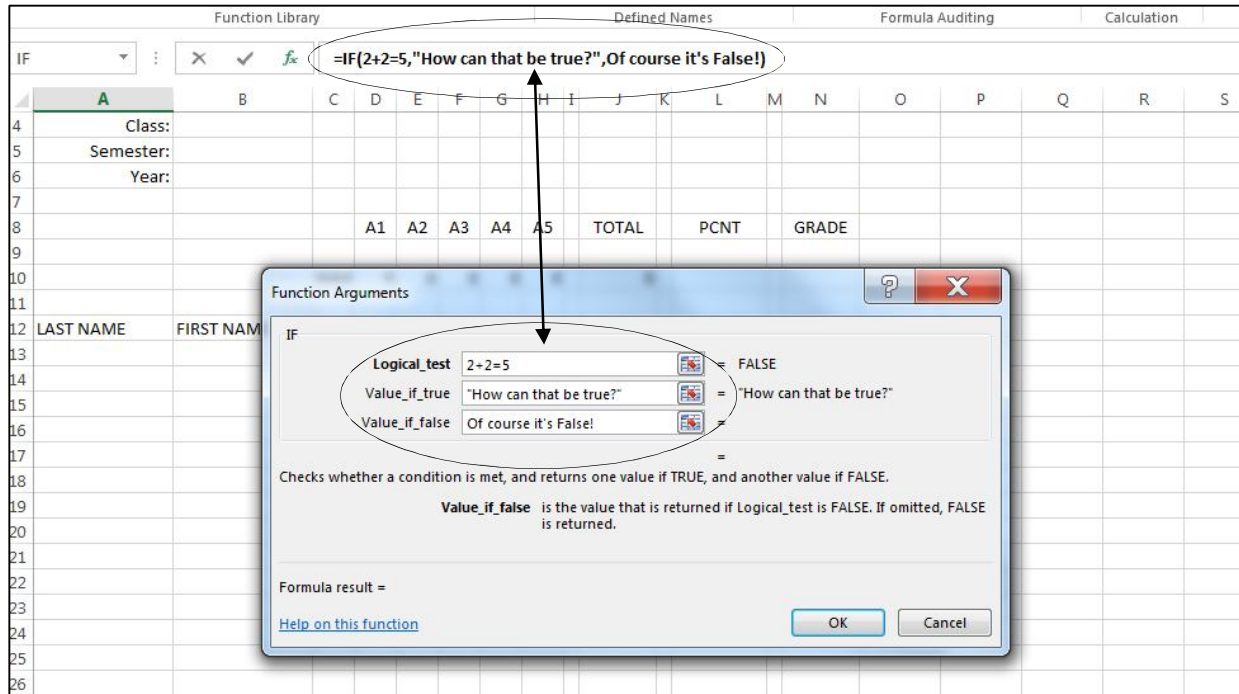 Function Library Defined Names Formula Auditing Calculation
IF fx =IF(2+2=5,"How can that be true?",Of course it's False!)
A B C D E F G H I J K L M N O P Q R S
4 Class:
5 Semester:
6 Year:
7
8 A1 A2 A3 A4 A5 TOTAL PCNT GRADE
9
10
11
12 LAST NAME FIRST NAM
13
14
15
16
17
18
19
20
21
22
23
24
25
26
Function Arguments ? X
IF
Logical_test 2+2=5 = FALSE
Value_if_true "How can that be true?" = "How can that be true?"
Value_if_false Of course it's False! =
=
Checks whether a condition is met, and returns one value if TRUE, and another value if FALSE.
Value_if_false is the value that is returned if Logical_test is FALSE. If omitted, FALSE
is returned.
Formula result =
Help on this function OK Cancel